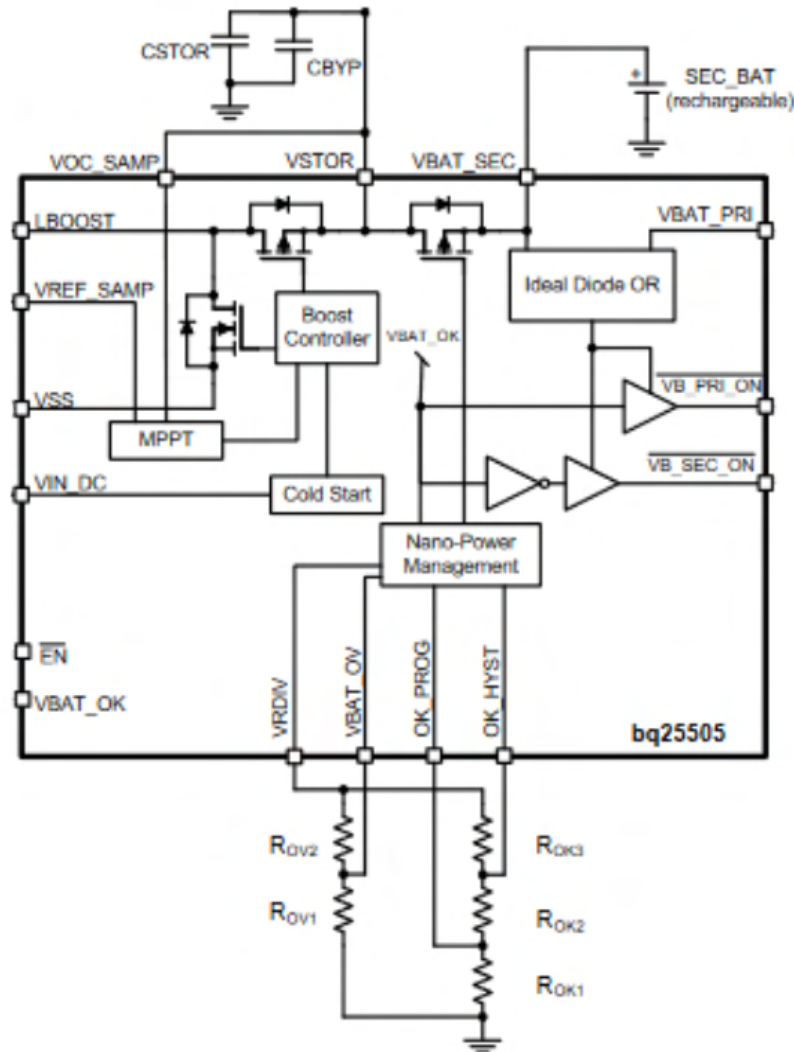 CSTOR
CBYP
SEC_BAT
(rechargeable)
VOC_SAMP
VSTOR
VBAT_SEC
LBOOST
VBAT_PRI
VREF_SAMP
Ideal Diode OR
Boost
Controller
VBAT_OK
VB_PRI_ON
VSS
MPPT
VB_SEC_ON
VIN_DC
Cold Start
Nano-Power
Management
EN
VBAT_OK
VRDIV
VBAT_OV
OK_PROG
OK_HYST
bq25505
ROV2
ROK3
ROV1
ROK2
ROK1